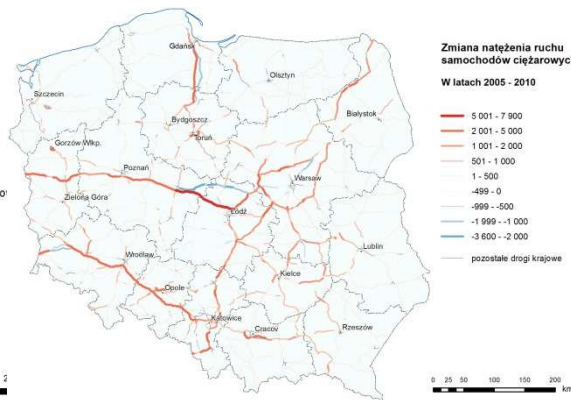 Zmiana natężenia ruchu
samochodów ciężarowyc
W latach 2005 - 2010
5 001 - 7 900
2 001 - 5 000
1 001 - 2 000
501 - 1 000
1 - 500
-499 - 0
-999 - -500
-1 999 - -1 000
-3 600 - -2 000
pozostałe drogi krajowe
Gdańsk
Olsztyn
Szczecin
Białystok
Bydgoszcz
Toruń
Gorzów Wlkp.
Poznań
Warsaw
Zielona Góra
Łódź
Lublin
Wrocław
Kielce
Opole
Katowice
Cracov
Rzeszów
0 25 50 100 150 200
km